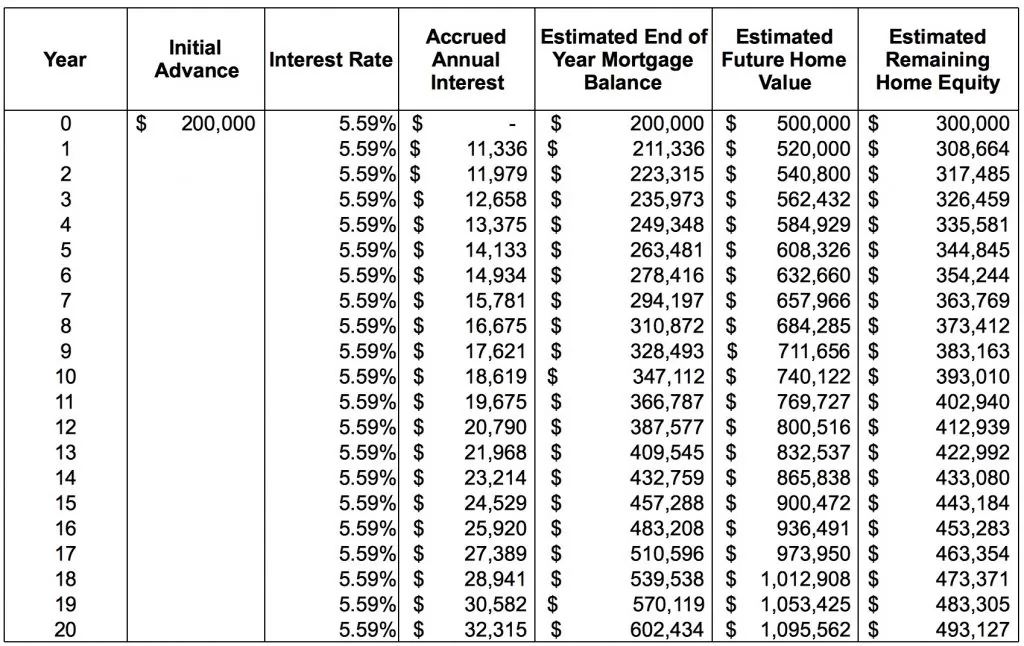 Year Initial Advance Interest Rate Accrued Annual Interest Estimated End of Year Mortgage Balance Estimated Future Home Value Estimated Remaining Home Equity
0 $ 200,000 5.59% $ - $ 200,000 $ 500,000 $ 300,000
1 5.59% $ 11,336 $ 211,336 $ 520,000 $ 308,664
2 5.59% $ 11,979 $ 223,315 $ 540,800 $ 317,485
3 5.59% $ 12,658 $ 235,973 $ 562,432 $ 326,459
4 5.59% $ 13,375 $ 249,348 $ 584,929 $ 335,581
5 5.59% $ 14,133 $ 263,481 $ 608,326 $ 344,845
6 5.59% $ 14,934 $ 278,416 $ 632,660 $ 354,244
7 5.59% $ 15,781 $ 294,197 $ 657,966 $ 363,769
8 5.59% $ 16,675 $ 310,872 $ 684,285 $ 373,412
9 5.59% $ 17,621 $ 328,493 $ 711,656 $ 383,163
10 5.59% $ 18,619 $ 347,112 $ 740,122 $ 393,010
11 5.59% $ 19,675 $ 366,787 $ 769,727 $ 402,940
12 5.59% $ 20,790 $ 387,577 $ 800,516 $ 412,939
13 5.59% $ 21,968 $ 409,545 $ 832,537 $ 422,992
14 5.59% $ 23,214 $ 432,759 $ 865,838 $ 433,080
15 5.59% $ 24,529 $ 457,288 $ 900,472 $ 443,184
16 5.59% $ 25,920 $ 483,208 $ 936,491 $ 453,283
17 5.59% $ 27,389 $ 510,596 $ 973,950 $ 463,354
18 5.59% $ 28,941 $ 539,538 $ 1,012,908 $ 473,371
19 5.59% $ 30,582 $ 570,119 $ 1,053,425 $ 483,305
20 5.59% $ 32,315 $ 602,434 $ 1,095,562 $ 493,127